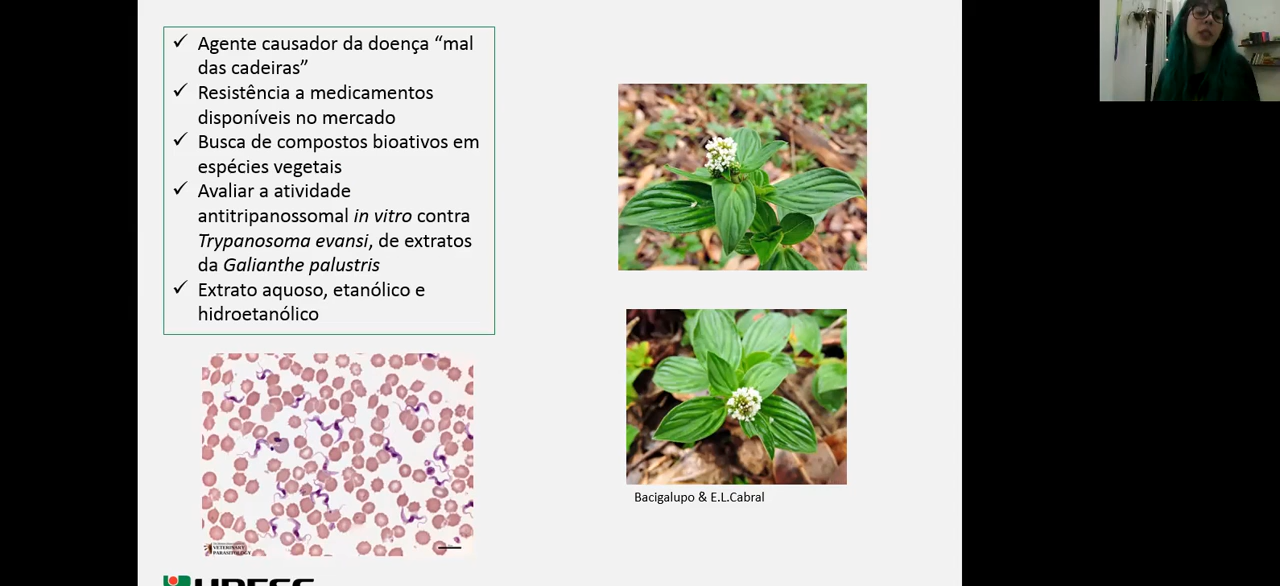 ✓ Agente causador da doença “mal
das cadeiras”
✓ Resistência a medicamentos
disponíveis no mercado
✓ Busca de compostos bioativos em
espécies vegetais
✓ Avaliar a atividade
antitripanossomal in vitro contra
Trypanosoma evansi, de extratos
da Galianthe palustris
✓ Extrato aquoso, etanólico e
hidroetanólico
VETERINARY
PARASITOLOGY
Bacigalupo & E.L.Cabral